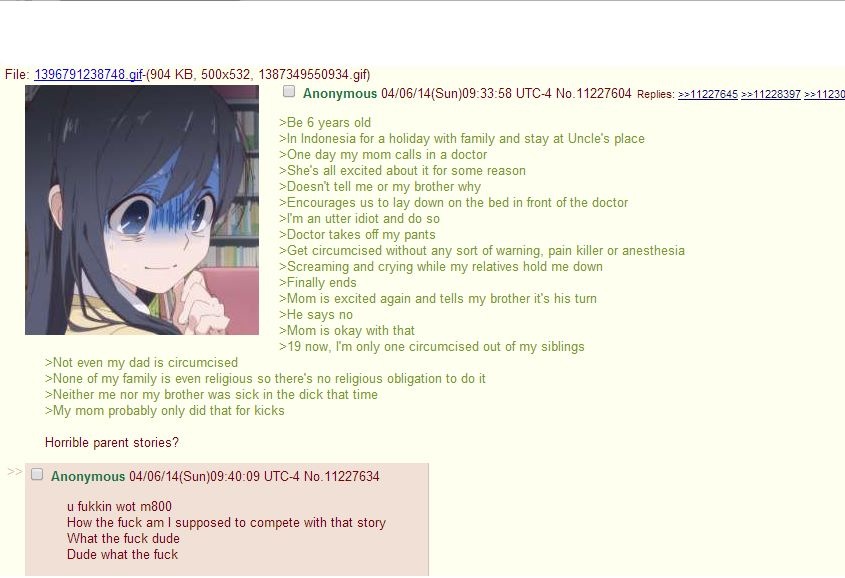 File: 1396791238748.gif-(904 KB, 500x532, 1387349550934.gif)
Anonymous 04/06/14(Sun)09:33:58 UTC-4 No.11227604 Replies: >>11227645 >>11228397 >>11230
>Be 6 years old
>In Indonesia for a holiday with family and stay at Uncle's place
>One day my mom calls in a doctor
>She's all excited about it for some reason
>Doesn't tell me or my brother why
>Encourages us to lay down on the bed in front of the doctor
>I'm an utter idiot and do so
>Doctor takes off my pants
>Get circumcised without any sort of warning, pain killer or anesthesia
>Screaming and crying while my relatives hold me down
>Finally ends
>Mom is excited again and tells my brother it's his turn
>He says no
>Mom is okay with that
>19 now, I'm only one circumcised out of my siblings
>Not even my dad is circumcised
>None of my family is even religious so there's no religious obligation to do it
>Neither me nor my brother was sick in the dick that time
>My mom probably only did that for kicks
Horrible parent stories?
>> Anonymous 04/06/14(Sun)09:40:09 UTC-4 No.11227634
u fukkin wot m800
How the fuck am I supposed to compete with that story
What the fuck dude
Dude what the fuck